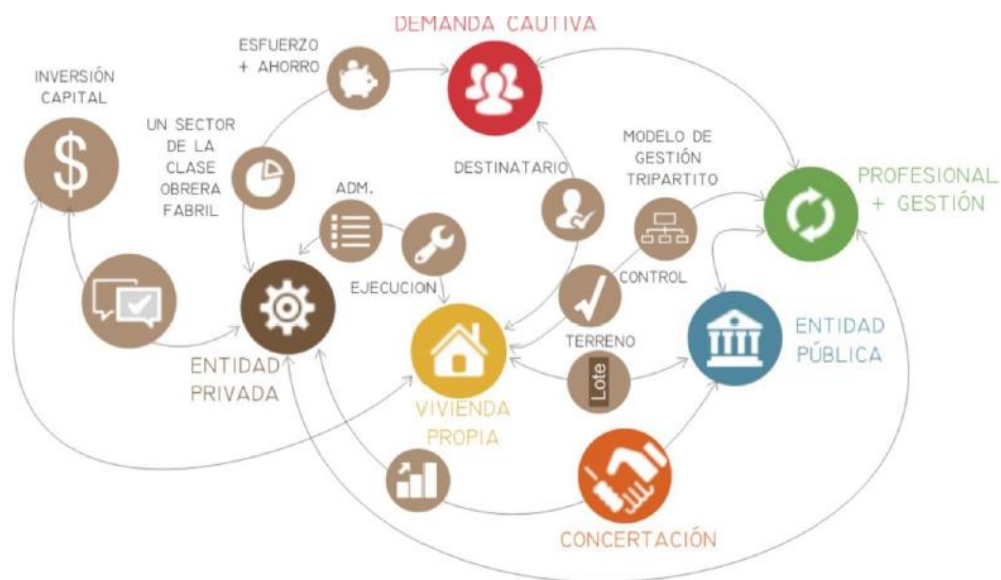 DEMANDA CAUTIVA
ESFUERZO
+ AHORRO
INVERSIÓN
CAPITAL
$
UN SECTOR
DE LA
CLASE
OBRERA
FABRIL
ADM.
EJECUCION
DESTINATARIO
MODELO DE
GESTIÓN
TRIPARTITO
PROFESIONAL
+ GESTIÓN
CONTROL
ENTIDAD
PRIVADA
TERRENO
Lote
ENTIDAD
PÚBLICA
VIVIENDA
PROPIA
CONCERTACIÓN